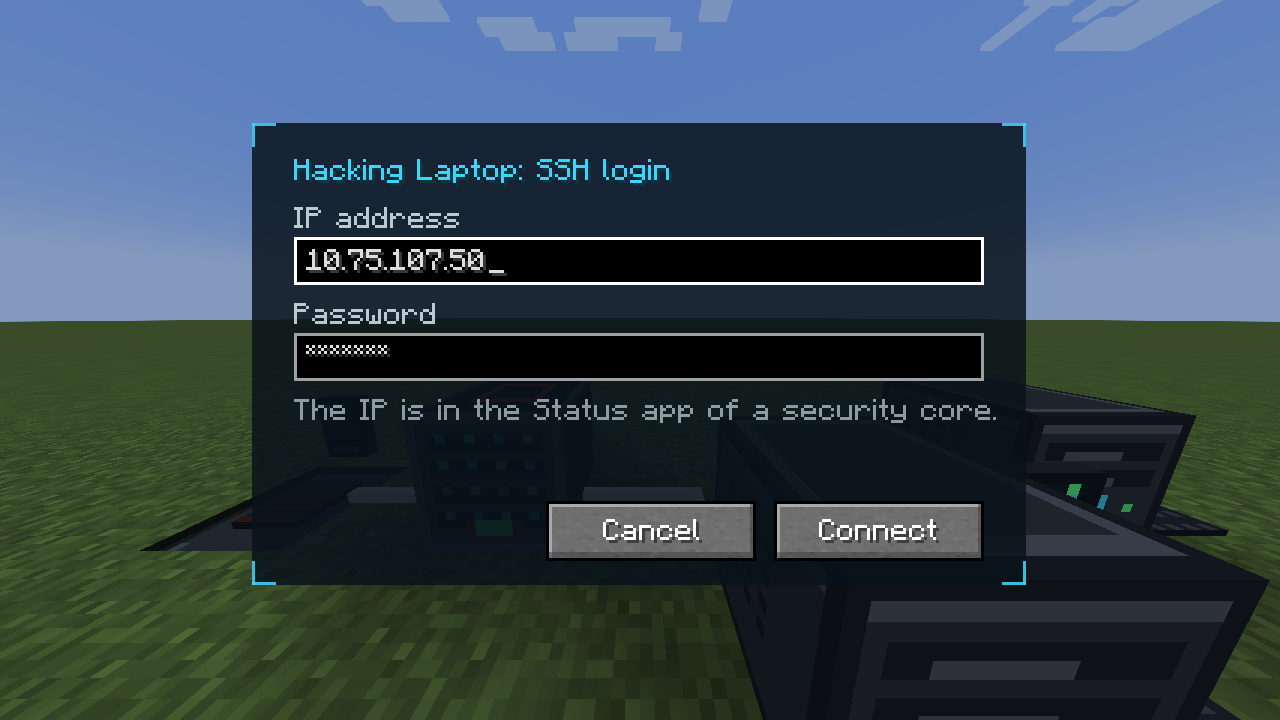 Hacking Laptop: SSH login
IP address
10.75.107.50_
Password
*******
The IP is in the Status app of a security core.
Cancel
Connect